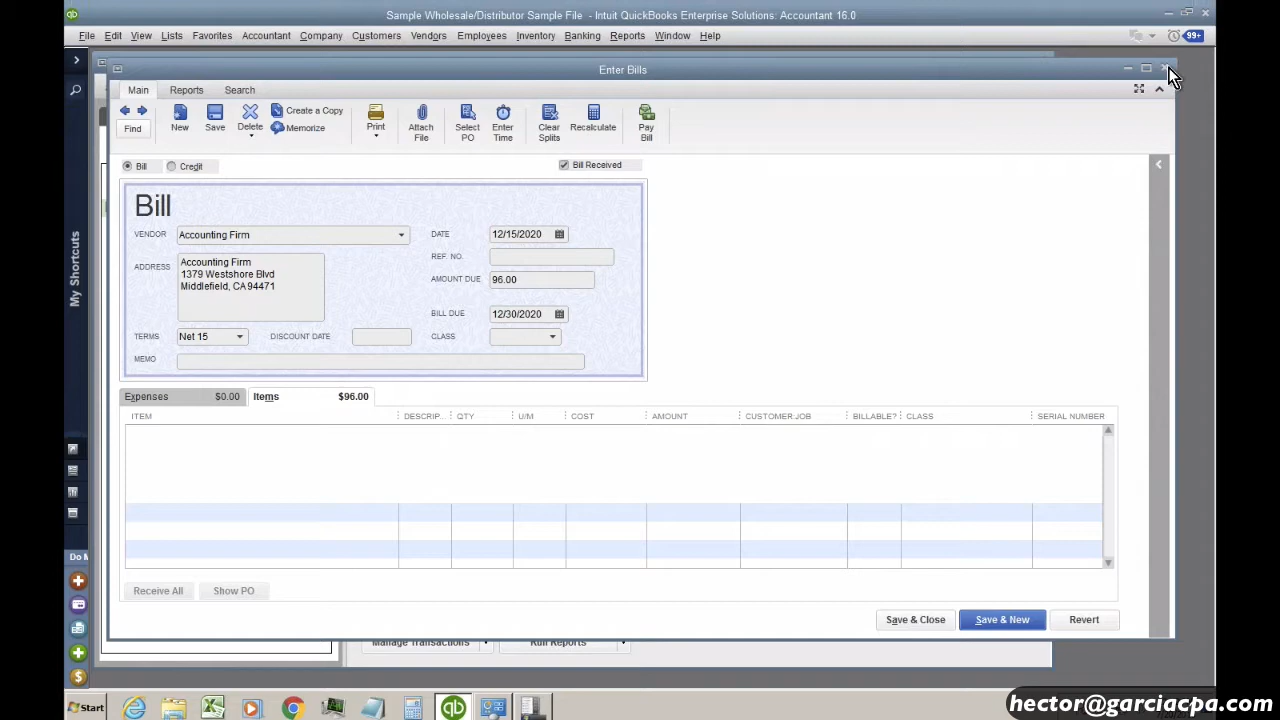 Sample Wholesale/Distributor Sample File - Intuit QuickBooks Enterprise Solutions: Accountant 16.0
File Edit View Lists Favorites Accountant Company Customers Vendors Employees Inventory Banking Reports Window Help
99+
Enter Bills
Main Reports Search
Find
New
Save
Delete
Create a Copy
Memorize
Print
Attach File
Select PO
Enter Time
Clear Splits
Recalculate
Pay Bill
Bill Credit
Bill Received
Bill
VENDOR Accounting Firm
DATE 12/15/2020
REF. NO.
ADDRESS
Accounting Firm
1379 Westshore Blvd
Middlefield, CA 94471
AMOUNT DUE 96.00
BILL DUE 12/30/2020
TERMS Net 15 DISCOUNT DATE CLASS
MEMO
Expenses $0.00 Items $96.00
ITEM DESCRIP... QTY U/M COST AMOUNT CUSTOMER:JOB BILLABLE? CLASS SERIAL NUMBER
My Shortcuts
Receive All Show PO
Save & Close Save & New Revert
Manage Transactions Run Reports
Start
hector@garciacpa.com